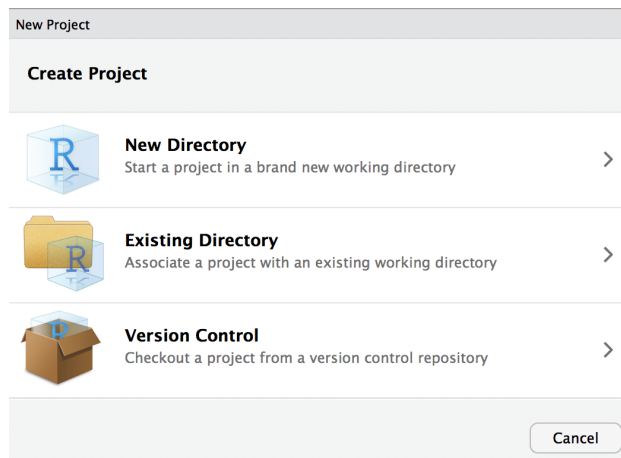 New Project
Create Project
R
New Directory
Start a project in a brand new working directory
R
Existing Directory
Associate a project with an existing working directory
R
Version Control
Checkout a project from a version control repository
Cancel